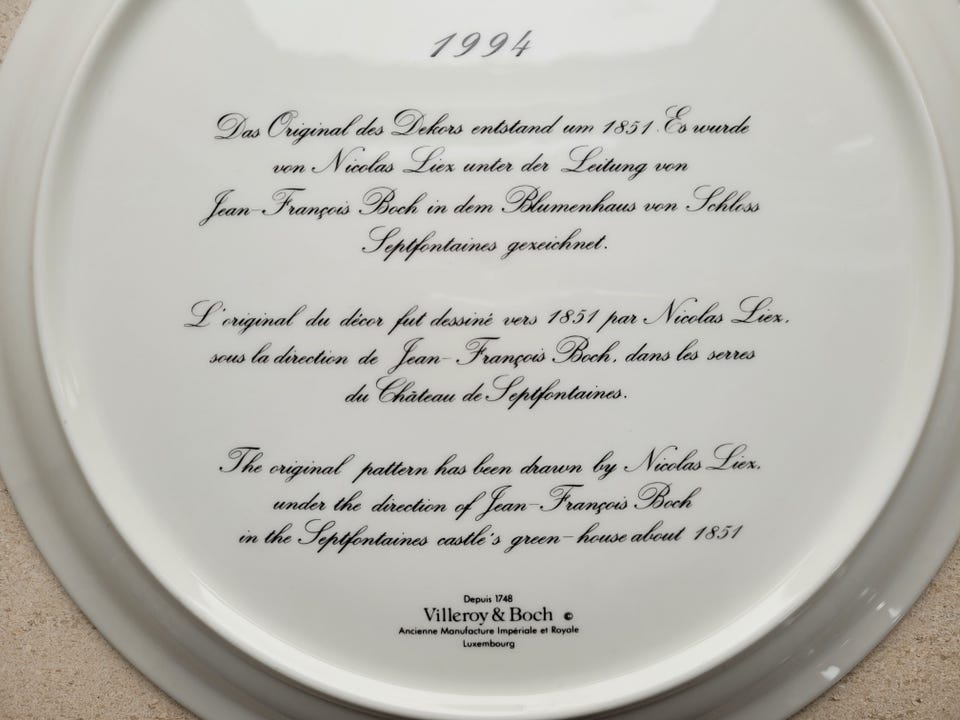 1994
Das Original des Dekors entstand um 1851. Es wurde
von Nicolas Liez unter der Leitung von
Jean-François Boch in dem Blumenhaus von Schloss
Septfontaines gezeichnet.
L'original du décor fut dessiné vers 1851 par Nicolas Liez,
sous la direction de Jean-François Boch, dans les serres
du Château de Septfontaines.
The original pattern has been drawn by Nicolas Liez,
under the direction of Jean-François Boch
in the Septfontaines castle's green-house about 1851
Depuis 1748
Villeroy & Boch ©
Ancienne Manufacture Impériale et Royale
Luxembourg